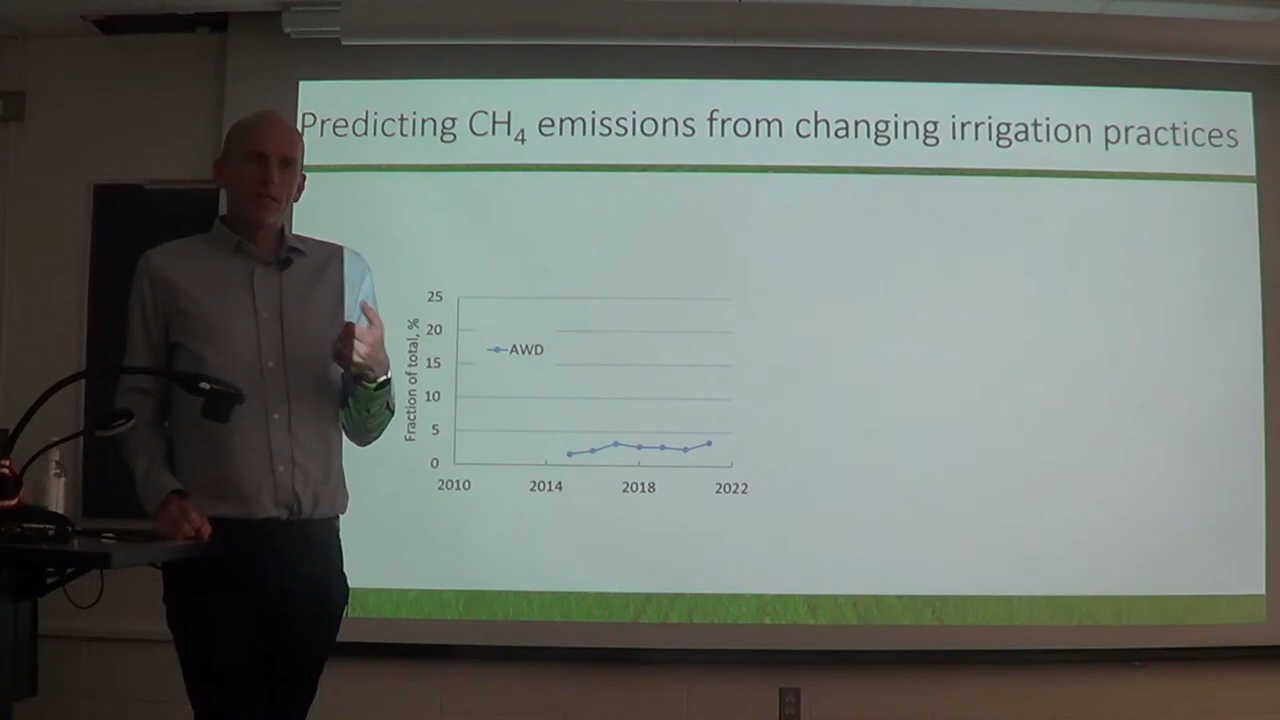 Predicting CH₄ emissions from changing irrigation practices
Fraction of total, %
25
20
15
10
5
0
AWD
2010 2014 2018 2022